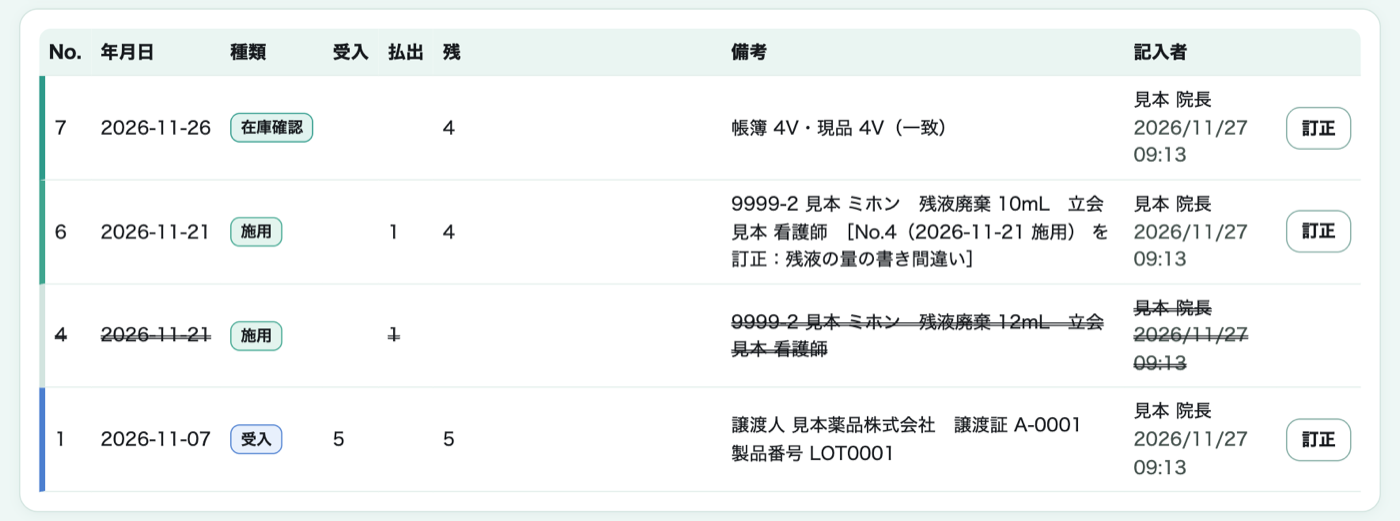 No. 年月日 種類 受入 払出 残 備考 記入者
7 2026-11-26 在庫確認 4 帳簿 4V・現品 4V（一致） 見本 院長 2026/11/27 09:13 訂正
6 2026-11-21 施用 1 4 9999-2 見本 ミホン　残液廃棄 10mL　立会
見本 看護師　［No.4（2026-11-21 施用） を
訂正：残液の量の書き間違い］ 見本 院長 2026/11/27 09:13 訂正
4 2026-11-21 施用 1 9999-2 見本 ミホン　残液廃棄 12mL　立会
見本 看護師 見本 院長 2026/11/27 09:13
1 2026-11-07 受入 5 5 譲渡人 見本薬品株式会社　譲渡証 A-0001
製品番号 LOT0001 見本 院長 2026/11/27 09:13 訂正